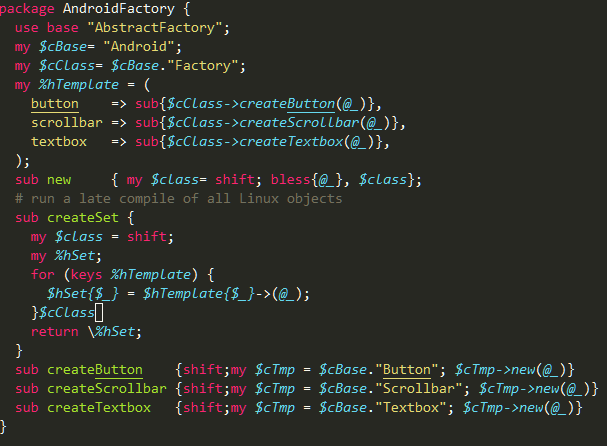 package AndroidFactory {
  use base "AbstractFactory";
  my $cBase= "Android";
  my $cClass= $cBase."Factory";
  my %hTemplate = (
    button    => sub{$cClass->createButton(@_)},
    scrollbar => sub{$cClass->createScrollbar(@_)},
    textbox   => sub{$cClass->createTextbox(@_)},
  );
  sub new    { my $class= shift; bless{@_}, $class};
  # run a late compile of all Linux objects
  sub createSet {
    my $class = shift;
    my %hSet;
    for (keys %hTemplate) {
      $hSet{$_} = $hTemplate{$_}->(@_);
    }$cClass
    return \%hSet;
  }
  sub createButton    {shift;my $cTmp = $cBase."Button"; $cTmp->new(@_)}
  sub createScrollbar {shift;my $cTmp = $cBase."Scrollbar"; $cTmp->new(@_)}
  sub createTextbox   {shift;my $cTmp = $cBase."Textbox"; $cTmp->new(@_)}
}